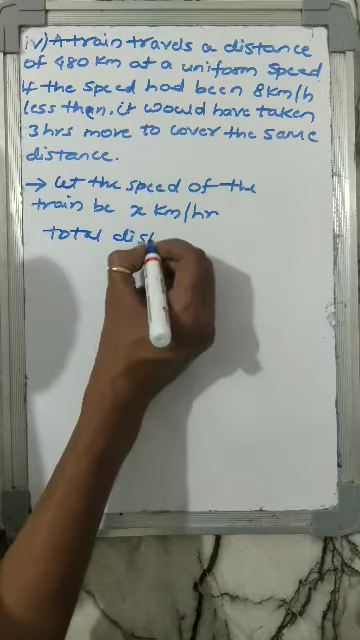 iv) A train travels a distance
of 480 km at a uniform speed
if the speed had been 8km/h
less then. it would have taken
3hrs more to cover the same
distance.
→ let the speed of the
train be x km/hr
total dis